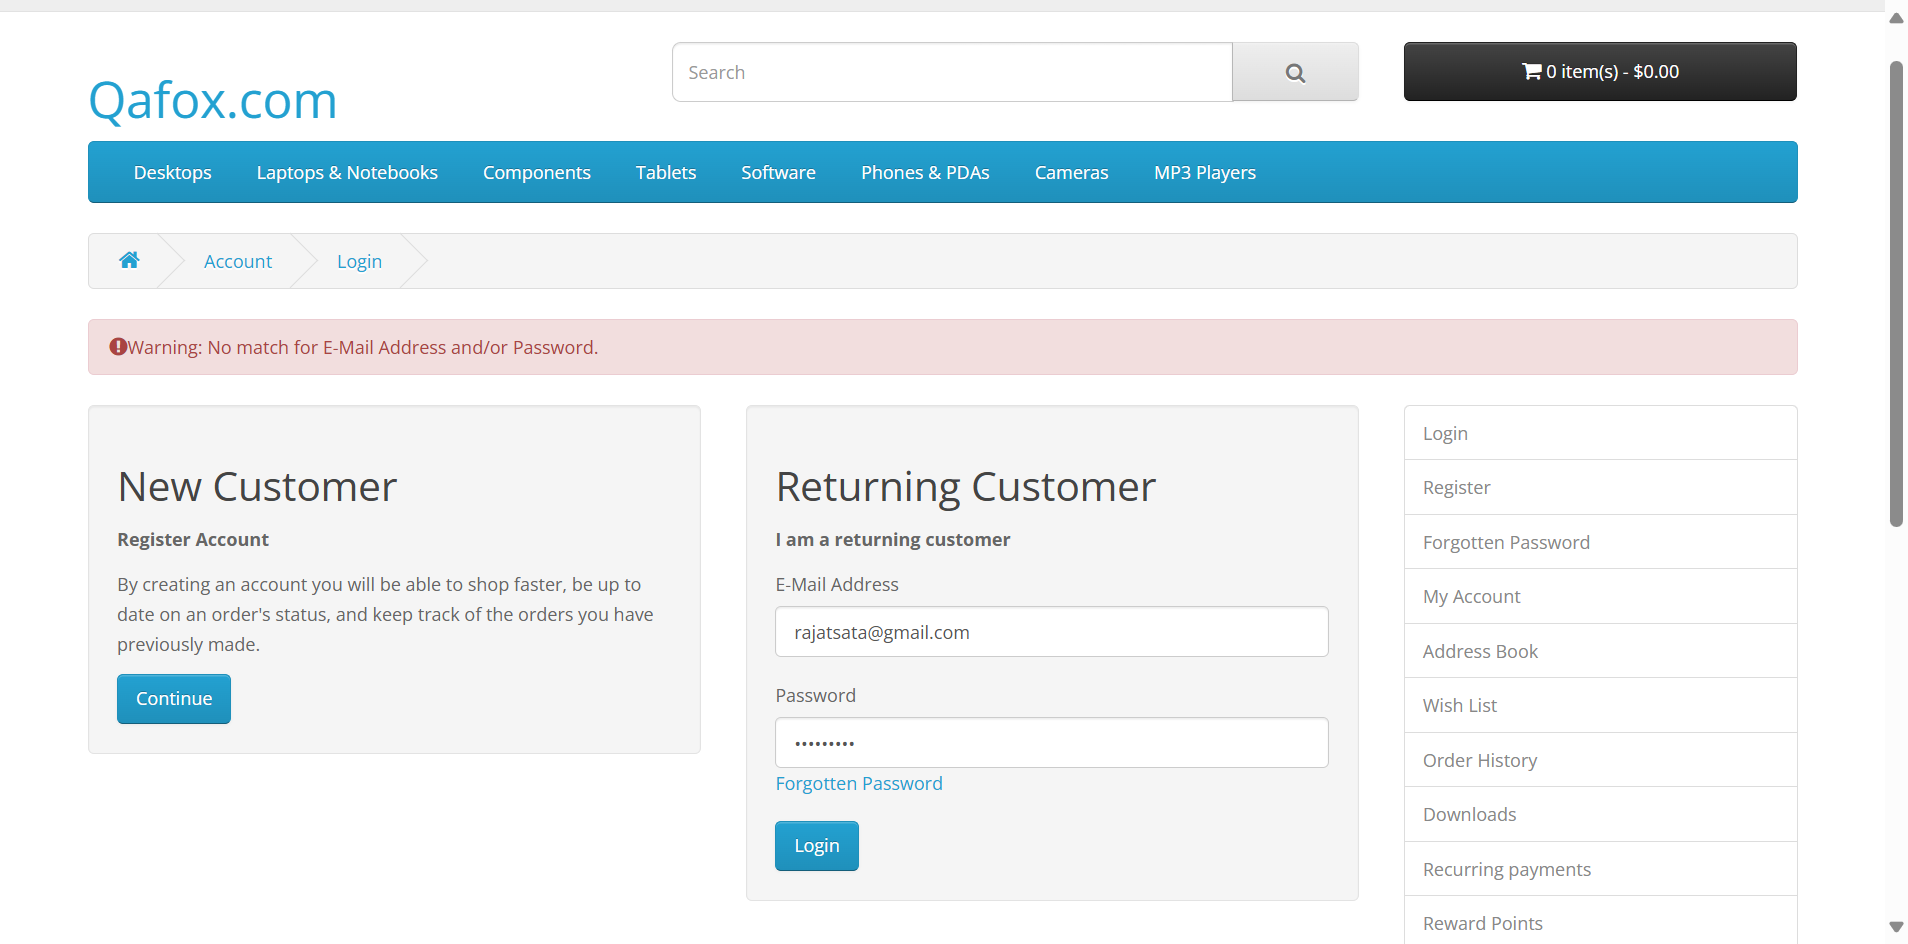 Qafox.com
Search
0 item(s) - $0.00
Desktops Laptops & Notebooks Components Tablets Software Phones & PDAs Cameras MP3 Players
Account Login
Warning: No match for E-Mail Address and/or Password.
New Customer
Register Account
By creating an account you will be able to shop faster, be up to
date on an order's status, and keep track of the orders you have
previously made.
Continue
Returning Customer
I am a returning customer
E-Mail Address
rajatsata@gmail.com
Password
•••••••••
Forgotten Password
Login
Login
Register
Forgotten Password
My Account
Address Book
Wish List
Order History
Downloads
Recurring payments
Reward Points